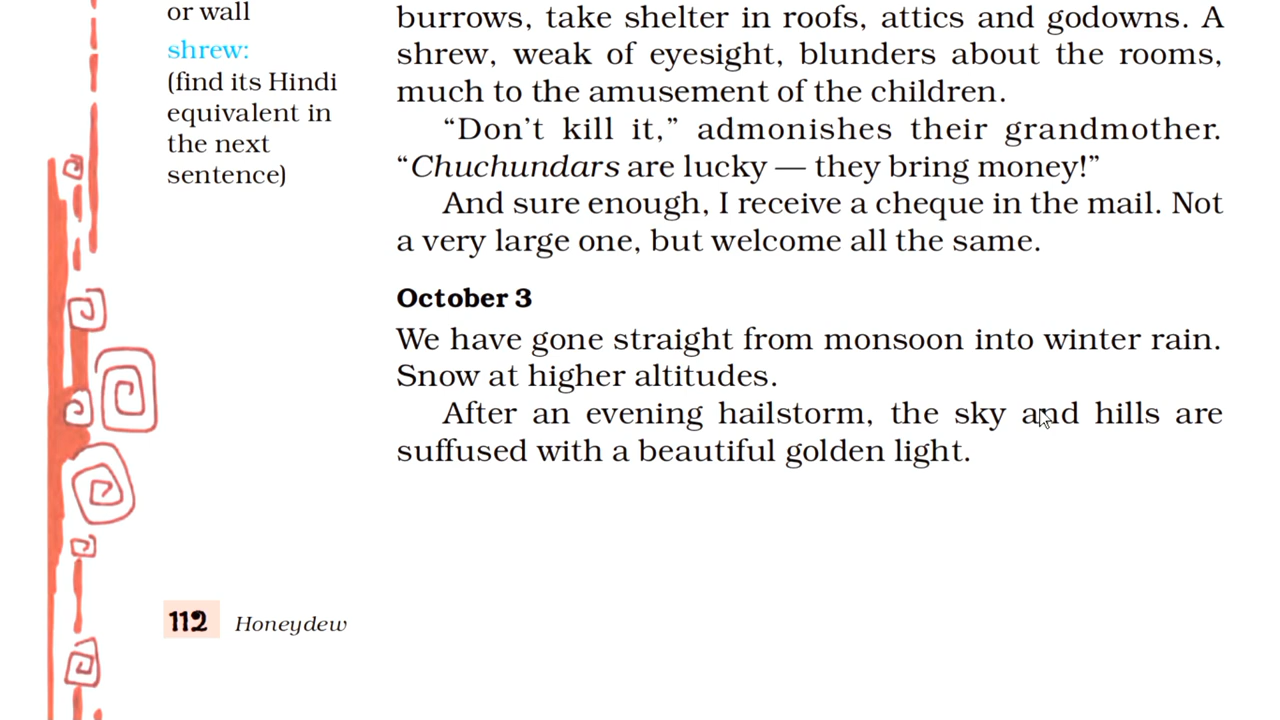 or wall
shrew:
(find its Hindi
equivalent in
the next
sentence)
burrows, take shelter in roofs, attics and godowns. A
shrew, weak of eyesight, blunders about the rooms,
much to the amusement of the children.
“Don’t kill it,” admonishes their grandmother.
“Chuchundars are lucky — they bring money!”
And sure enough, I receive a cheque in the mail. Not
a very large one, but welcome all the same.
October 3
We have gone straight from monsoon into winter rain.
Snow at higher altitudes.
After an evening hailstorm, the sky and hills are
suffused with a beautiful golden light.
112 Honeydew